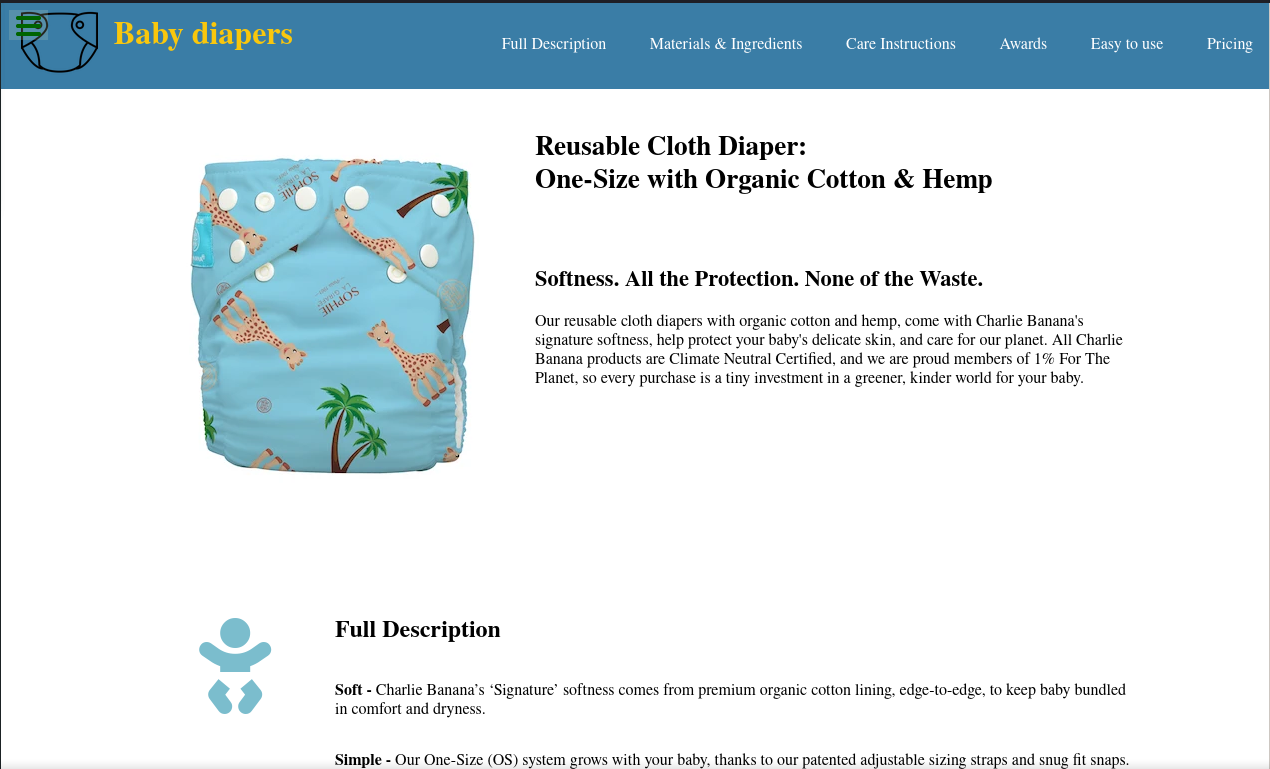 Baby diapers
Full Description
Materials & Ingredients
Care Instructions
Awards
Easy to use
Pricing
Reusable Cloth Diaper:
One-Size with Organic Cotton & Hemp
SOPHIE
SOPHIE
LA GIRAFE
Softness. All the Protection. None of the Waste.
Our reusable cloth diapers with organic cotton and hemp, come with Charlie Banana's
signature softness, help protect your baby's delicate skin, and care for our planet. All Charlie
Banana products are Climate Neutral Certified, and we are proud members of 1% For The
Planet, so every purchase is a tiny investment in a greener, kinder world for your baby.
Full Description
Soft - Charlie Banana’s ‘Signature’ softness comes from premium organic cotton lining, edge-to-edge, to keep baby bundled
in comfort and dryness.
Simple - Our One-Size (OS) system grows with your baby, thanks to our patented adjustable sizing straps and snug fit snaps.